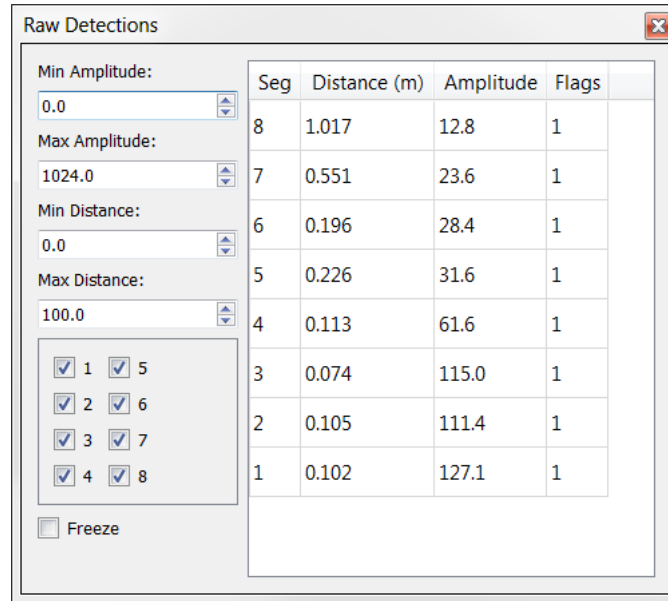 Raw Detections
Min Amplitude:
0.0
Max Amplitude:
1024.0
Min Distance:
0.0
Max Distance:
100.0
1 5
2 6
3 7
4 8
Freeze
Seg Distance (m) Amplitude Flags
8 1.017 12.8 1
7 0.551 23.6 1
6 0.196 28.4 1
5 0.226 31.6 1
4 0.113 61.6 1
3 0.074 115.0 1
2 0.105 111.4 1
1 0.102 127.1 1